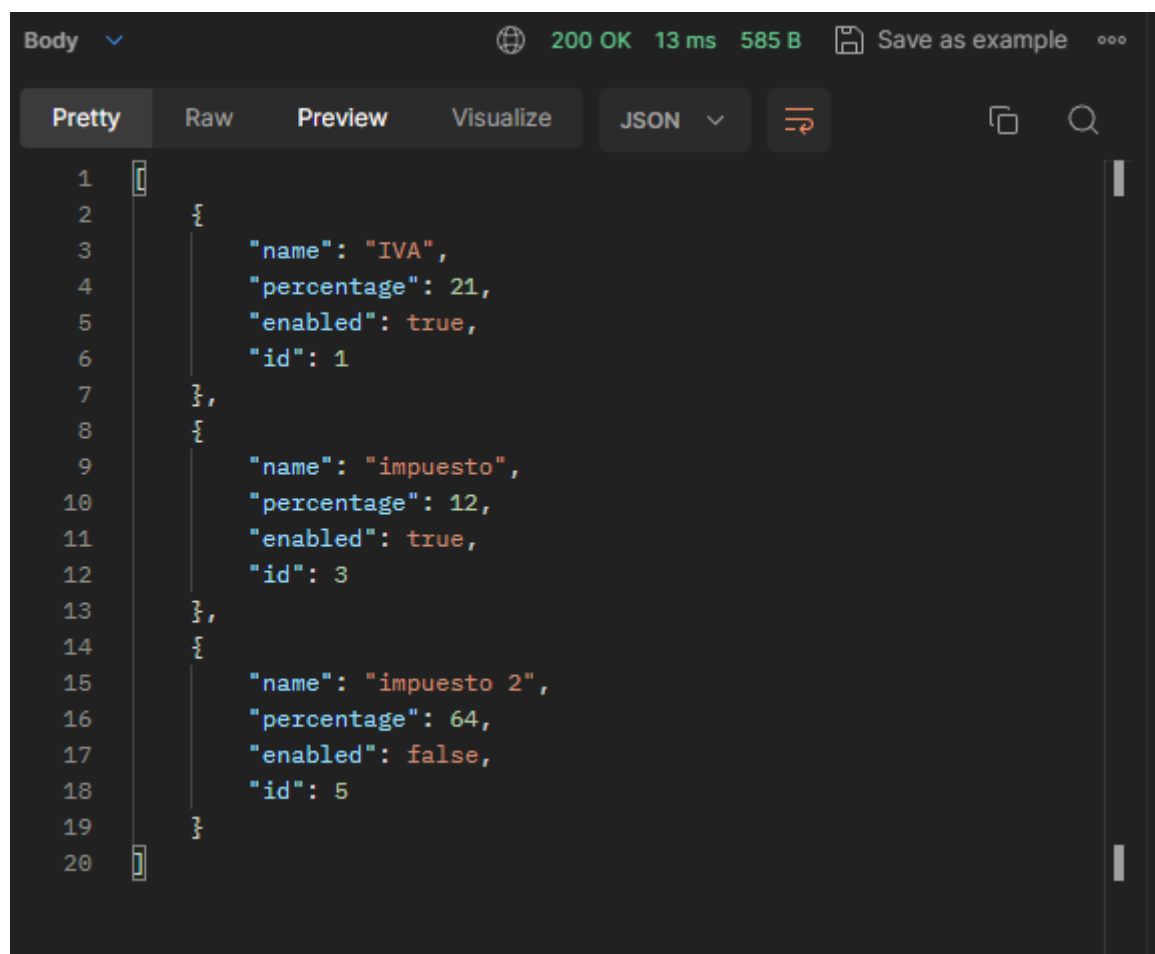 Body 200 OK 13 ms 585 B Save as example
Pretty Raw Preview Visualize JSON
1 [
2 {
3 "name": "IVA",
4 "percentage": 21,
5 "enabled": true,
6 "id": 1
7 },
8 {
9 "name": "impuesto",
10 "percentage": 12,
11 "enabled": true,
12 "id": 3
13 },
14 {
15 "name": "impuesto 2",
16 "percentage": 64,
17 "enabled": false,
18 "id": 5
19 }
20 ]